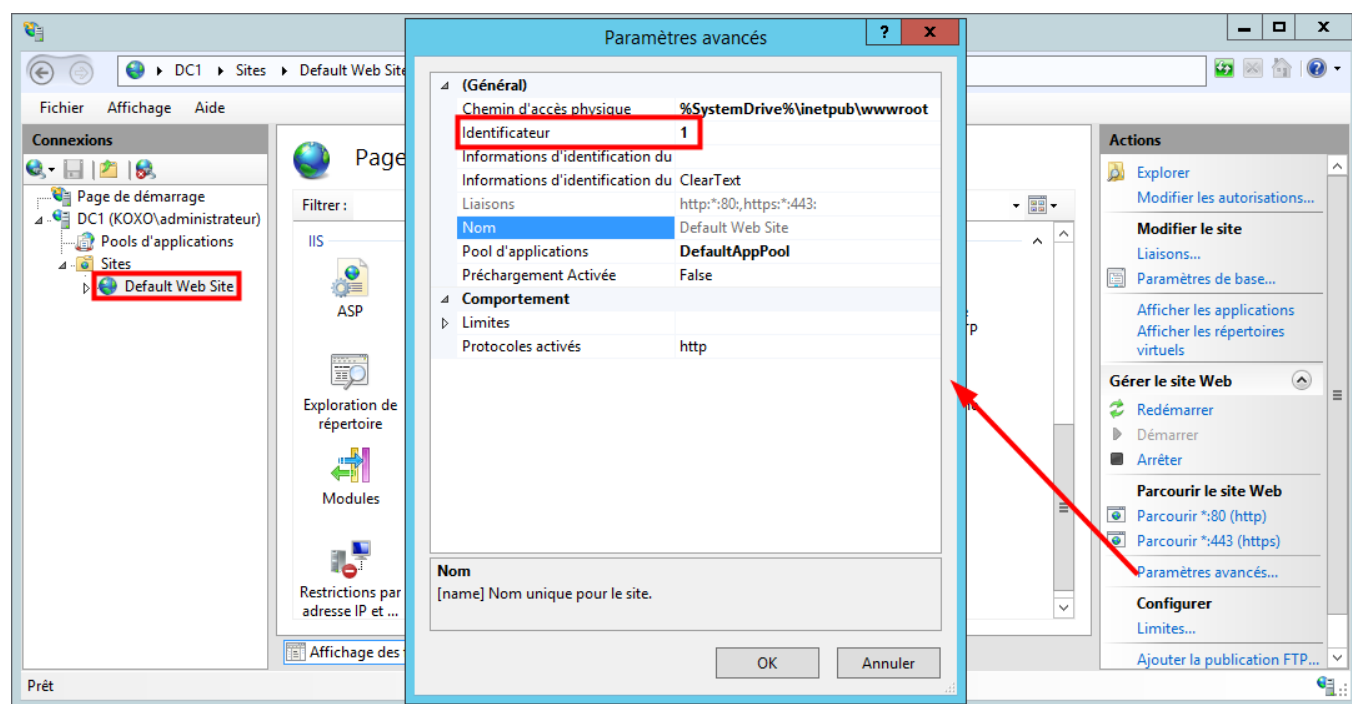 Paramètres avancés
?
x
DC1
Sites
Default Web Site
Fichier
Affichage
Aide
Connexions
Page de démarrage
DC1 (KOXO\administrateur)
Pools d'applications
Sites
Default Web Site
Page
Filtrer :
IIS
ASP
Exploration de
répertoire
Modules
Restrictions par
adresse IP et ...
Affichage des
Prêt
(Général)
Chemin d'accès physique %SystemDrive%\inetpub\wwwroot
Identificateur 1
Informations d'identification du
Informations d'identification du ClearText
Liaisons http:*:80:,https:*:443:
Nom Default Web Site
Pool d'applications DefaultAppPool
Préchargement Activée False
Comportement
Limites
Protocoles activés http
Nom
[name] Nom unique pour le site.
OK
Annuler
Actions
Explorer
Modifier les autorisations...
Modifier le site
Liaisons...
Paramètres de base...
Afficher les applications
Afficher les répertoires
virtuels
Gérer le site Web
Redémarrer
Démarrer
Arrêter
Parcourir le site Web
Parcourir *:80 (http)
Parcourir *:443 (https)
Paramètres avancés...
Configurer
Limites...
Ajouter la publication FTP...